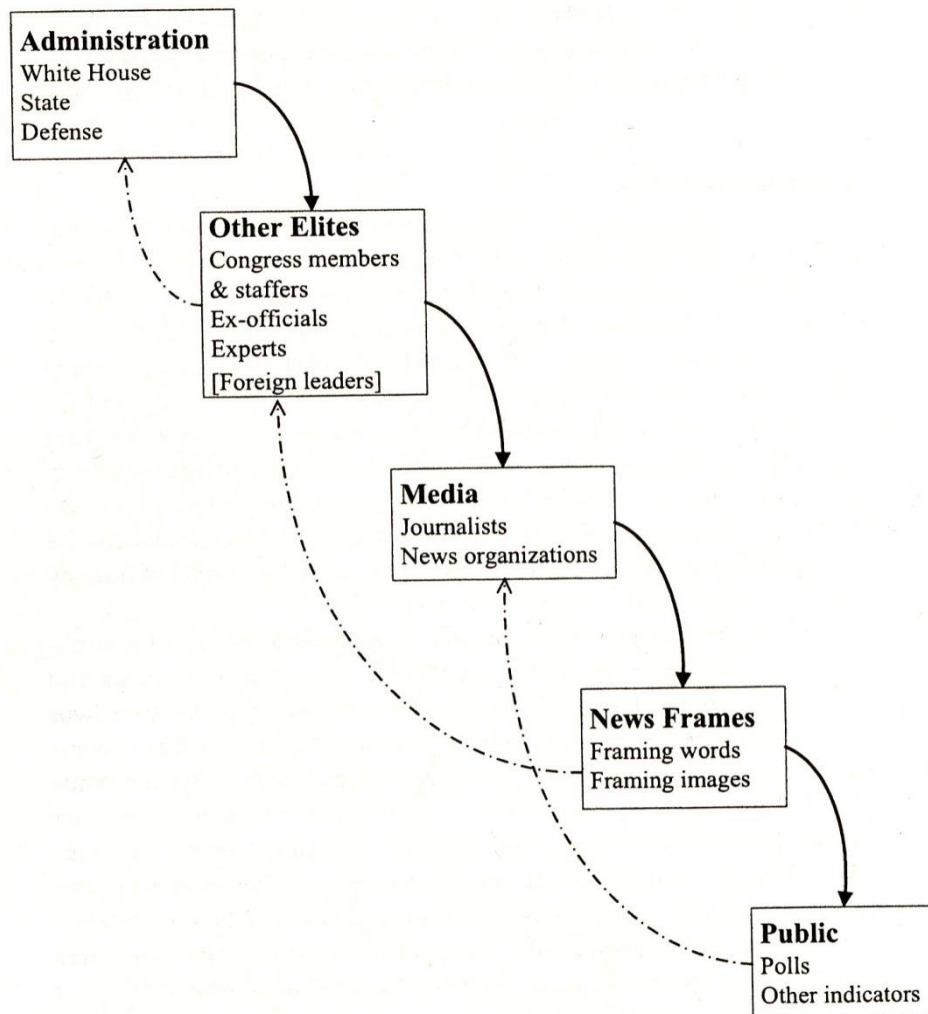 Administration
White House
State
Defense
Other Elites
Congress members
& staffers
Ex-officials
Experts
[Foreign leaders]
Media
Journalists
News organizations
News Frames
Framing words
Framing images
Public
Polls
Other indicators